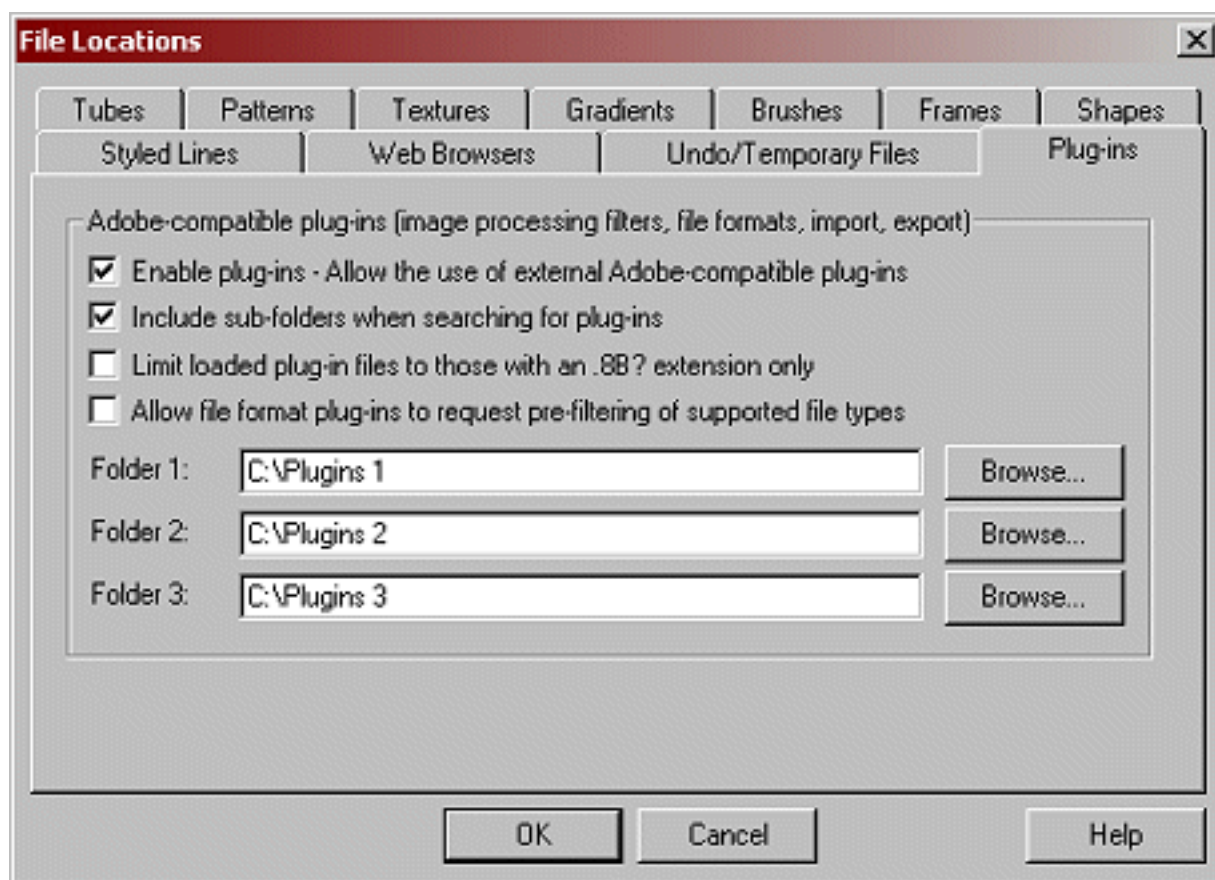 File Locations
Tubes Patterns Textures Gradients Brushes Frames Shapes
Styled Lines Web Browsers Undo/Temporary Files Plug-ins
Adobe-compatible plug-ins (image processing filters, file formats, import, export)
Enable plug-ins - Allow the use of external Adobe-compatible plug-ins
Include sub-folders when searching for plug-ins
Limit loaded plug-in files to those with an .8B? extension only
Allow file format plug-ins to request pre-filtering of supported file types
Folder 1: C:\Plugins 1 Browse...
Folder 2: C:\Plugins 2 Browse...
Folder 3: C:\Plugins 3 Browse...
OK Cancel Help